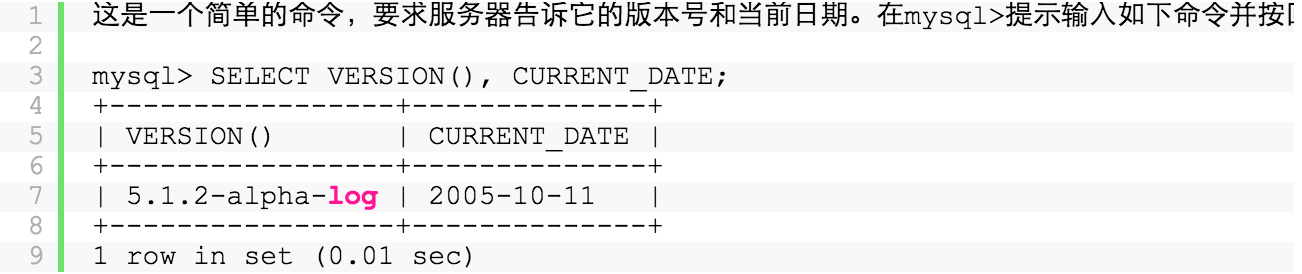 1 这是一个简单的命令，要求服务器告诉它的版本号和当前日期。在mysql>提示输入如下命令并按
2
3 mysql> SELECT VERSION(), CURRENT_DATE;
4 +-----------------+--------------+
5 | VERSION()       | CURRENT_DATE |
6 +-----------------+--------------+
7 | 5.1.2-alpha-log | 2005-10-11   |
8 +-----------------+--------------+
9 1 row in set (0.01 sec)